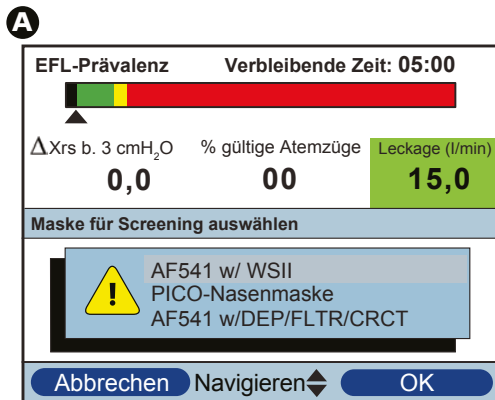 A
EFL-Prävalenz Verbleibende Zeit: 05:00
ΔXrs b. 3 cmH₂O % gültige Atemzüge Leckage (l/min)
0,0 00 15,0
Maske für Screening auswählen
!
AF541 w/ WSII
PICO-Nasenmaske
AF541 w/DEP/FLTR/CRCT
Abbrechen Navigieren OK